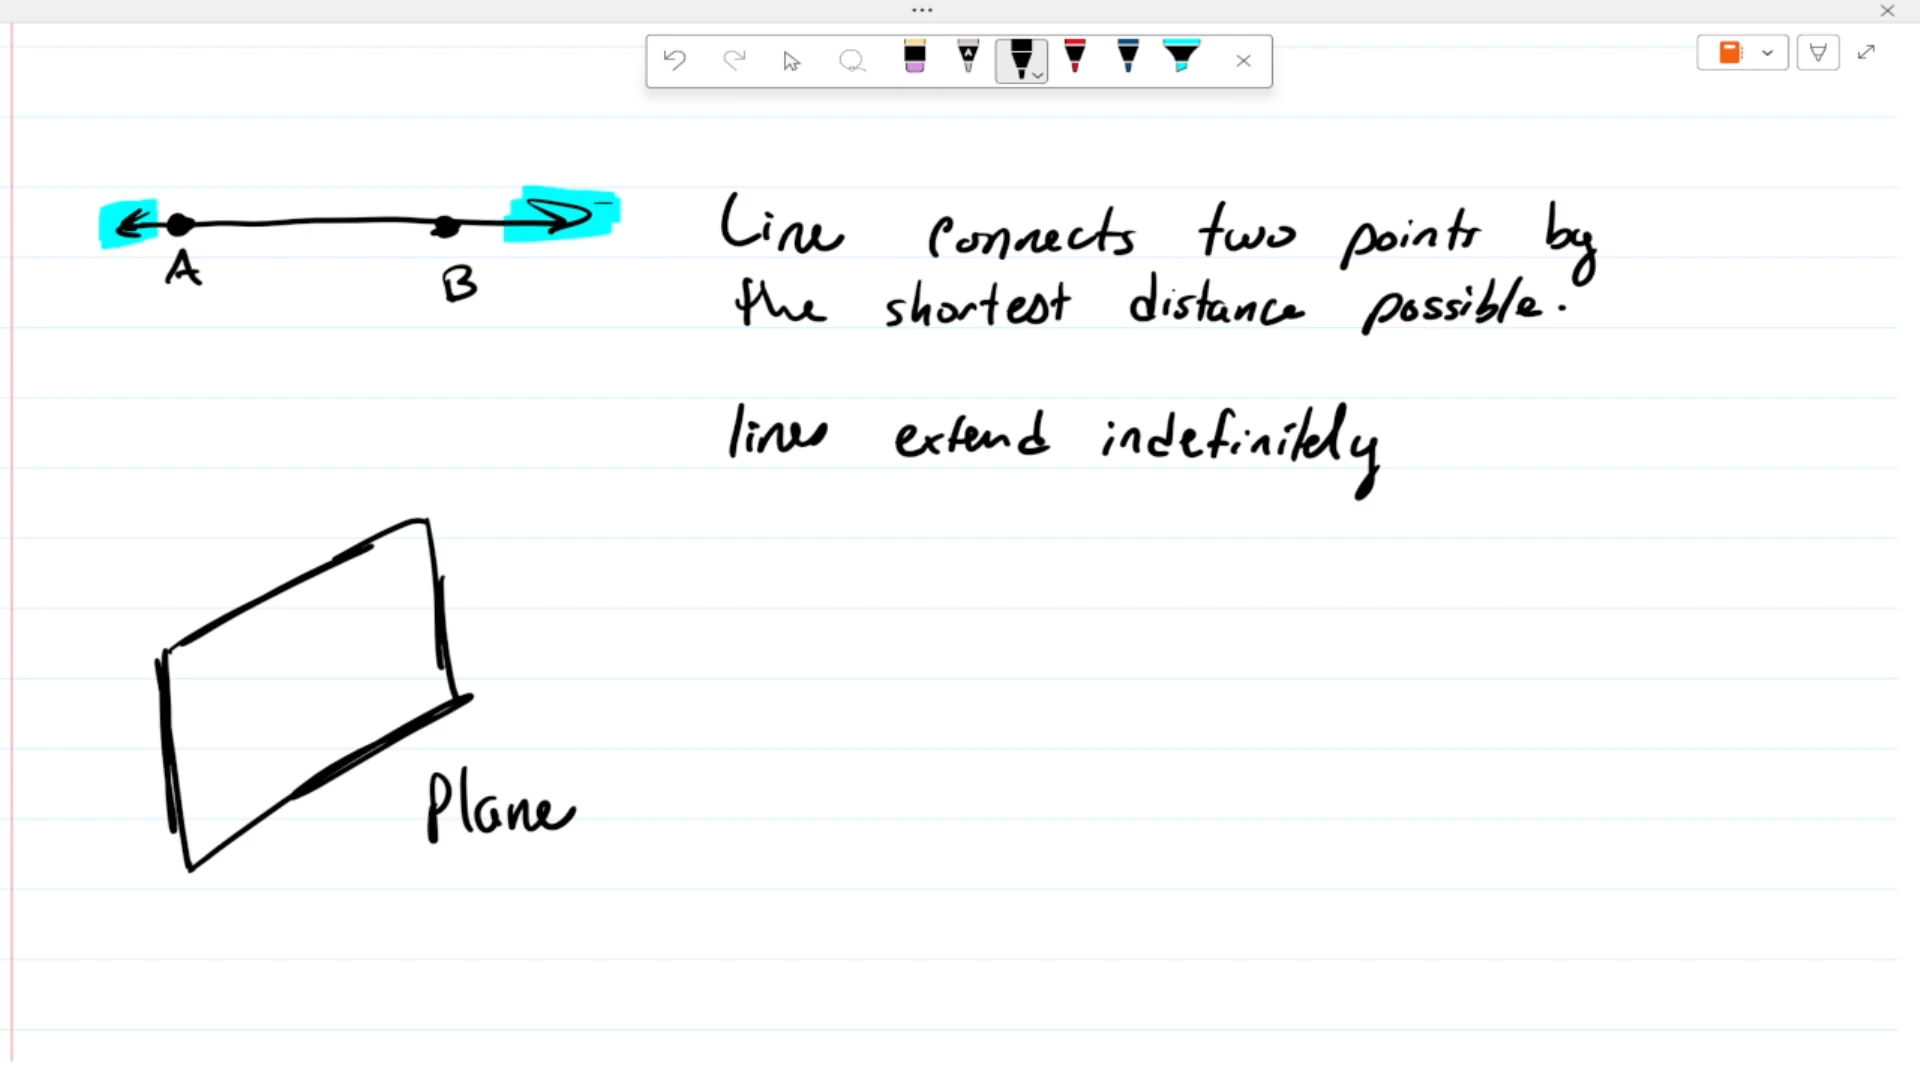 Line connects two points by
the shortest distance possible.
A
B
lines extend indefinitely
Plane